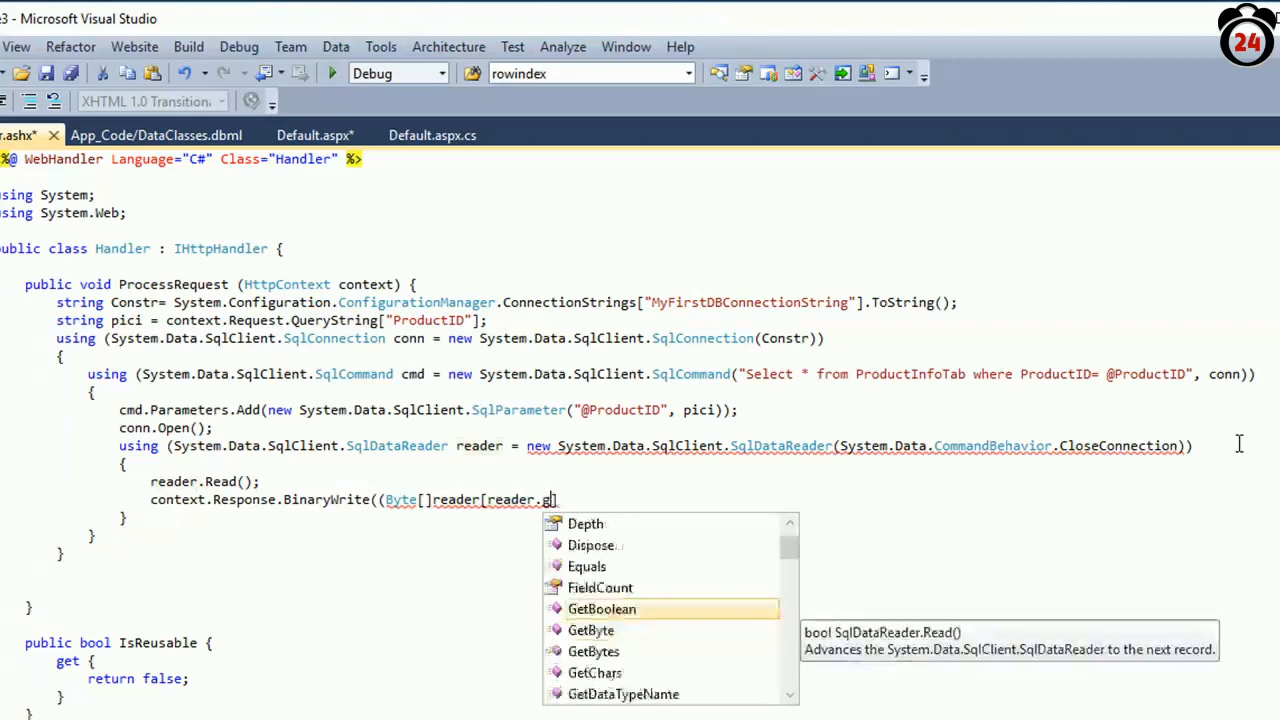 e3 - Microsoft Visual Studio
24
View Refactor Website Build Debug Team Data Tools Architecture Test Analyze Window Help
Debug rowindex
XHTML 1.0 Transition
r.ashx* App_Code/DataClasses.dbml Default.aspx* Default.aspx.cs
%@ WebHandler Language="C#" Class="Handler" %>
using System;
using System.Web;
public class Handler : IHttpHandler {
public void ProcessRequest (HttpContext context) {
string Constr= System.Configuration.ConfigurationManager.ConnectionStrings["MyFirstDBConnectionString"].ToString();
string pici = context.Request.QueryString["ProductID"];
using (System.Data.SqlClient.SqlConnection conn = new System.Data.SqlClient.SqlConnection(Constr))
{
using (System.Data.SqlClient.SqlCommand cmd = new System.Data.SqlClient.SqlCommand("Select * from ProductInfoTab where ProductID= @ProductID", conn))
{
cmd.Parameters.Add(new System.Data.SqlClient.SqlParameter("@ProductID", pici));
conn.Open();
using (System.Data.SqlClient.SqlDataReader reader = new System.Data.SqlClient.SqlDataReader(System.Data.CommandBehavior.CloseConnection))
{
reader.Read();
context.Response.BinaryWrite((Byte[]reader[reader.g]
}
}
}
}
Depth
Dispose
Equals
FieldCount
GetBoolean
GetByte
GetBytes
GetChars
GetDataTypeName
bool SqlDataReader.Read()
Advances the System.Data.SqlClient.SqlDataReader to the next record.
public bool IsReusable {
get {
return false;
}
}